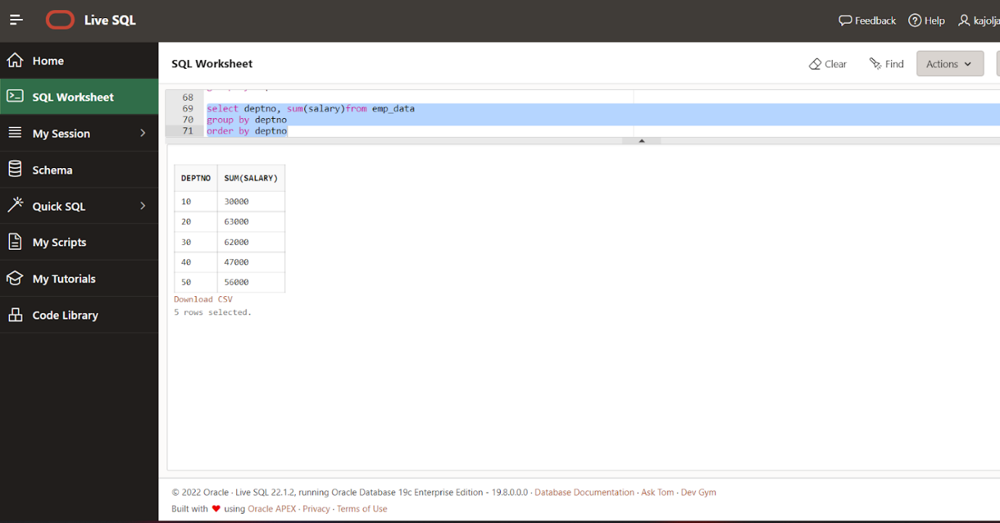 Live SQL
Feedback Help kajolja
Home
SQL Worksheet
My Session
Schema
Quick SQL
My Scripts
My Tutorials
Code Library
SQL Worksheet
Clear Find Actions
68
69 select deptno, sum(salary)from emp_data
70 group by deptno
71 order by deptno
DEPTNO SUM(SALARY)
10 30000
20 63000
30 62000
40 47000
50 56000
Download CSV
5 rows selected.
© 2022 Oracle · Live SQL 22.1.2, running Oracle Database 19c Enterprise Edition - 19.8.0.0.0 · Database Documentation · Ask Tom · Dev Gym
Built with ❤ using Oracle APEX · Privacy · Terms of Use